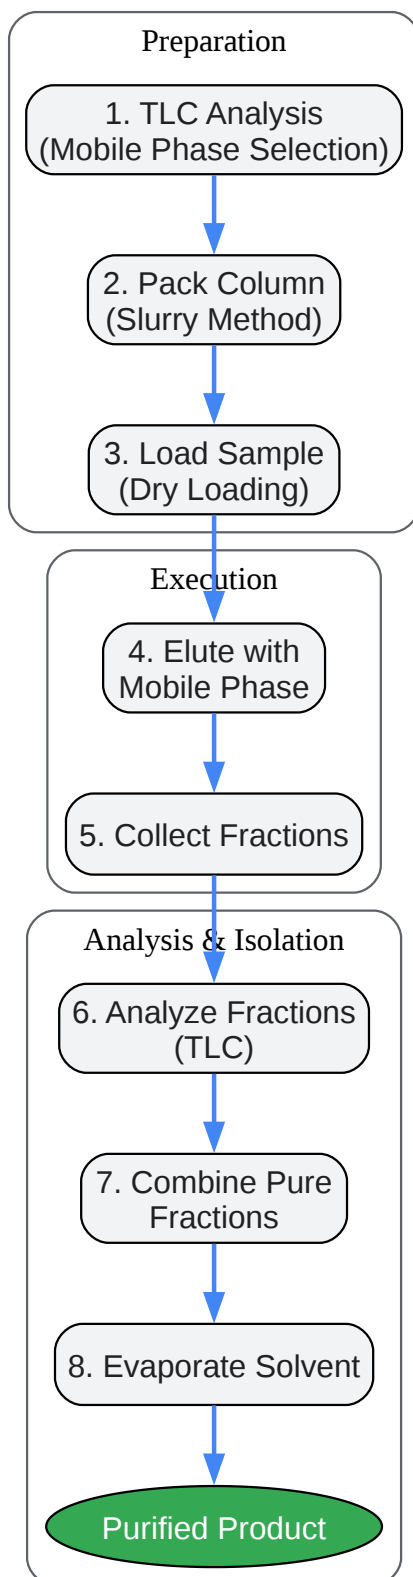 Preparation
1. TLC Analysis
(Mobile Phase Selection)
2. Pack Column
(Slurry Method)
3. Load Sample
(Dry Loading)
Execution
4. Elute with
Mobile Phase
5. Collect Fractions
Analysis & Isolation
6. Analyze Fractions
(TLC)
7. Combine Pure
Fractions
8. Evaporate Solvent
Purified Product